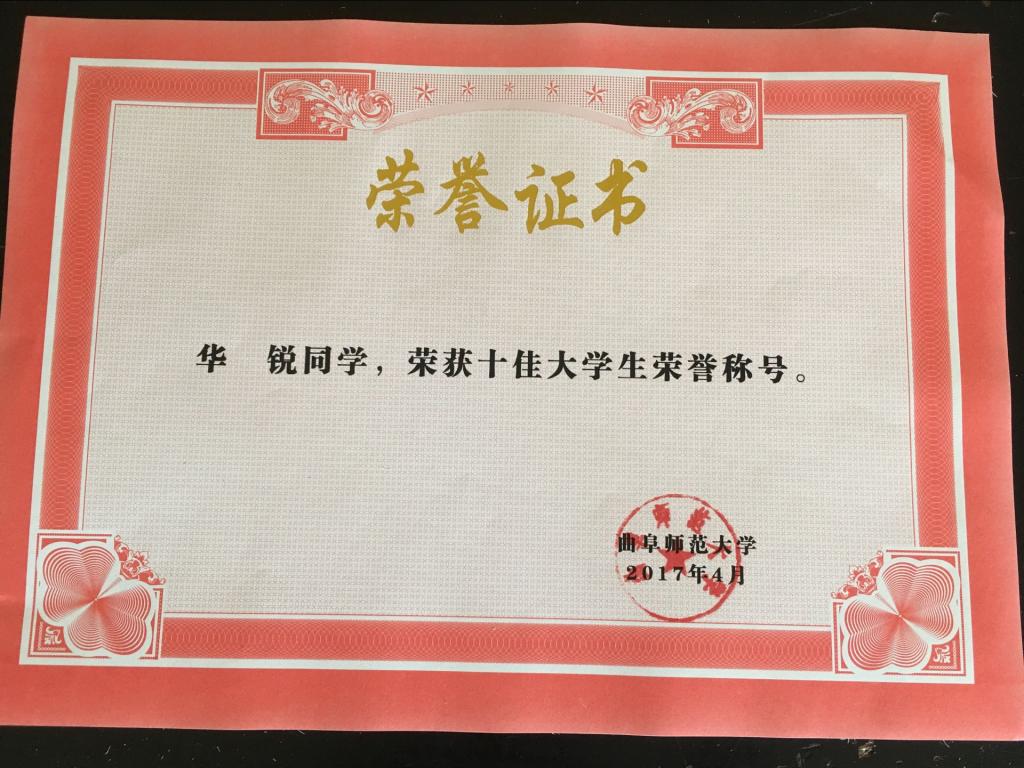 荣誉证书
华　锐同学，荣获十佳大学生荣誉称号。
曲阜师范大学
2017年4月